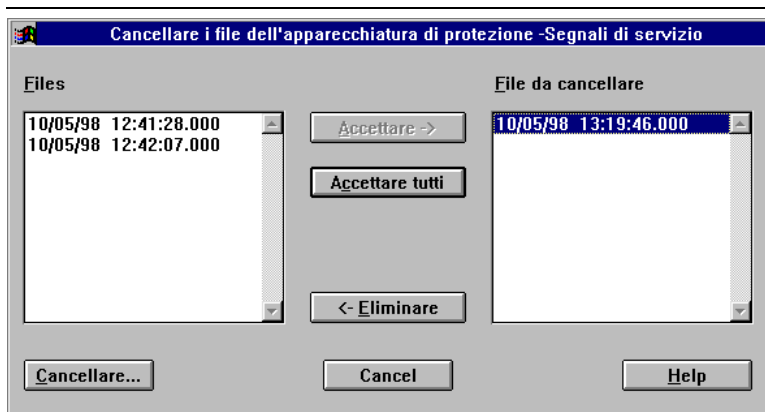 Cancellare i file dell'apparecchiatura di protezione -Segnali di servizio
Files
File da cancellare
10/05/98 12:41:28.000
10/05/98 12:42:07.000
Accettare ->
10/05/98 13:19:46.000
Accettare tutti
<- Eliminare
Cancellare...
Cancel
Help